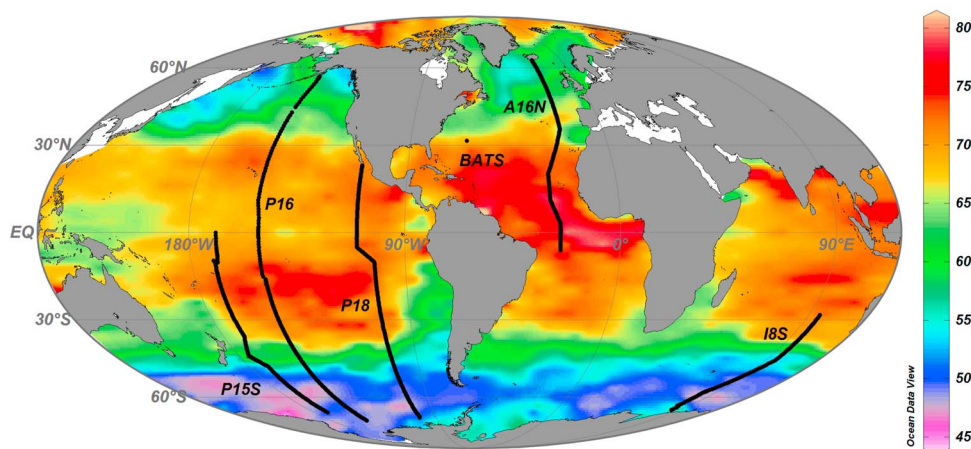 60°N
A16N
30°N
BATS
P16
EQ
180°W
90°W
0°
90°E
P18
30°S
I8S
P15S
60°S
Ocean Data View
80
75
70
65
60
55
50
45